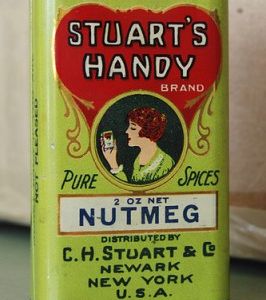 STUART'S
HANDY
BRAND
PURE SPICES
2 OZ NET
NUTMEG
DISTRIBUTED BY
C.H. STUART & Co
NEWARK
NEW YORK
U.S.A.
NOT PLEASED